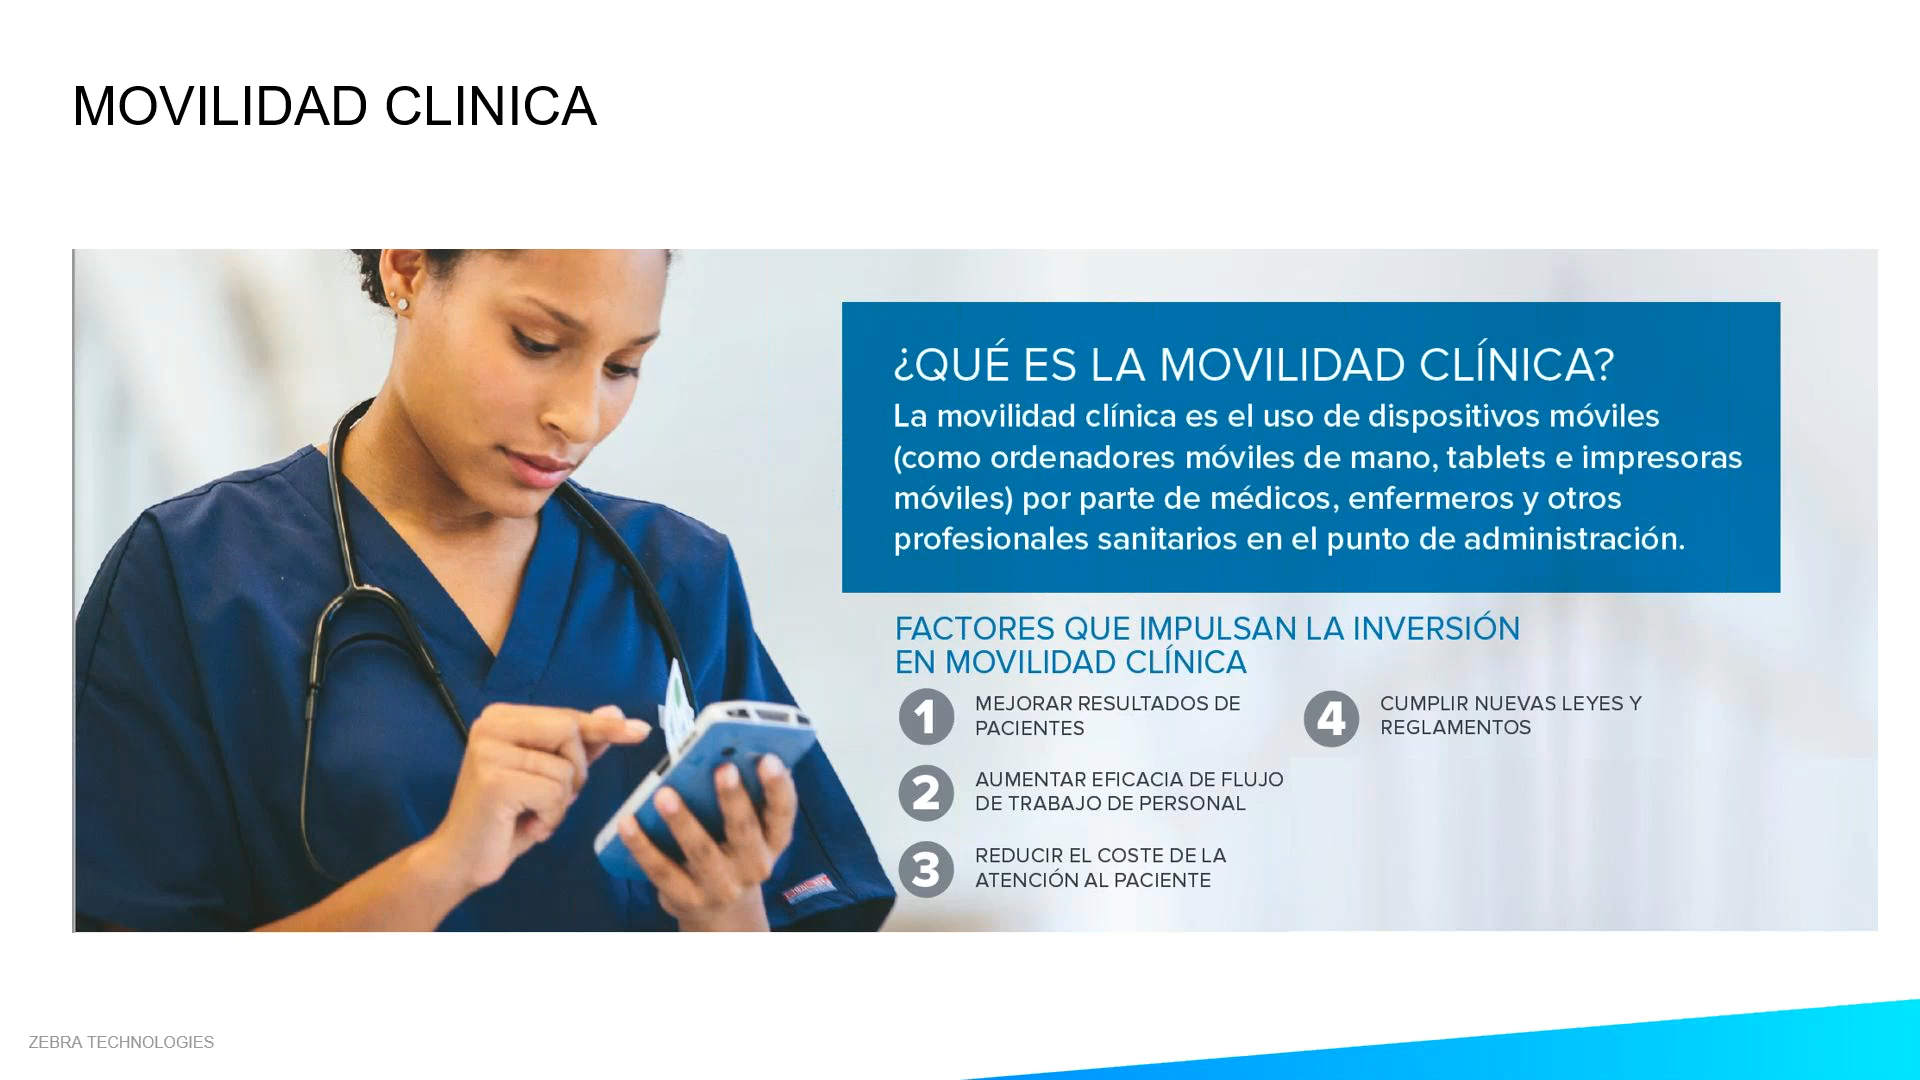 MOVILIDAD CLINICA
¿QUÉ ES LA MOVILIDAD CLÍNICA?
La movilidad clínica es el uso de dispositivos móviles
(como ordenadores móviles de mano, tablets e impresoras
móviles) por parte de médicos, enfermeros y otros
profesionales sanitarios en el punto de administración.
FACTORES QUE IMPULSAN LA INVERSIÓN
EN MOVILIDAD CLÍNICA
1 MEJORAR RESULTADOS DE
PACIENTES
2 AUMENTAR EFICACIA DE FLUJO
DE TRABAJO DE PERSONAL
3 REDUCIR EL COSTE DE LA
ATENCIÓN AL PACIENTE
4 CUMPLIR NUEVAS LEYES Y
REGLAMENTOS
ZEBRA TECHNOLOGIES